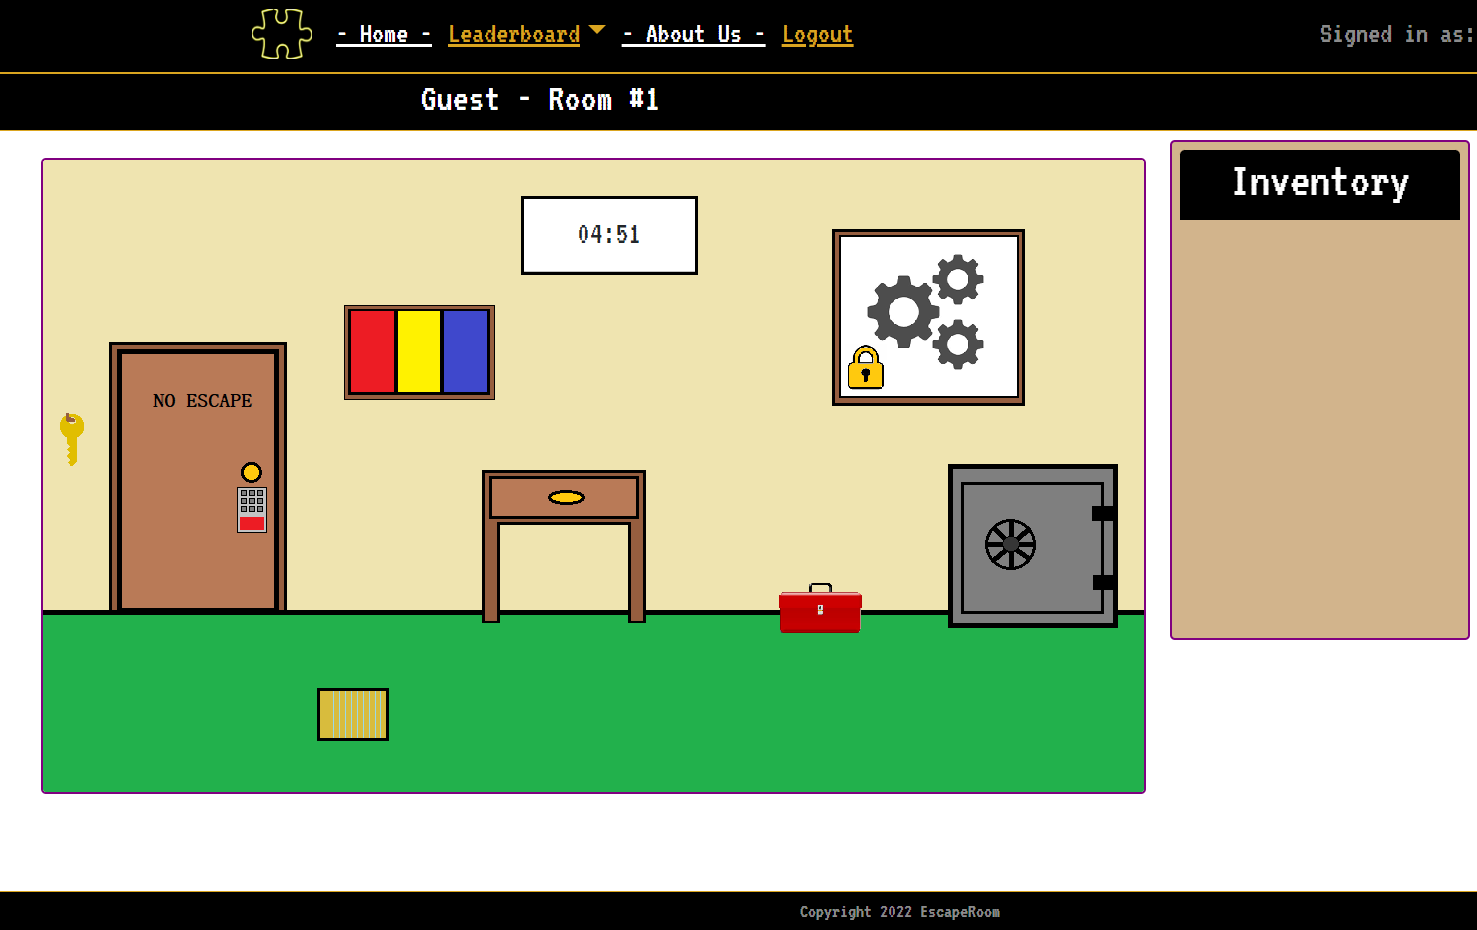 - Home - Leaderboard - About Us - Logout Signed in as:
Guest - Room #1
Inventory
04:51
NO ESCAPE
Copyright 2022 EscapeRoom